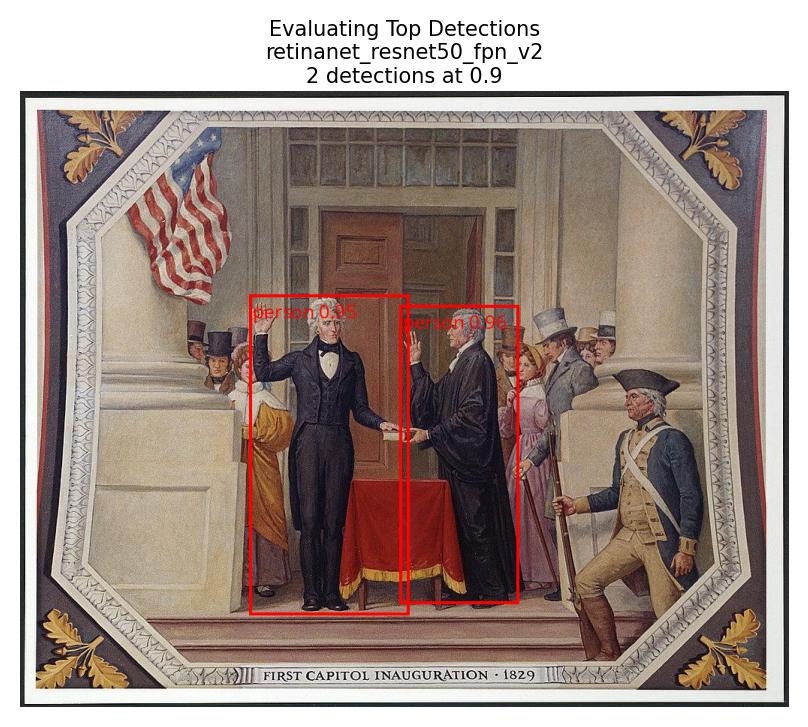 Evaluating Top Detections
retinanet_resnet50_fpn_v2
2 detections at 0.9
person 0.95
person 0.96
FIRST CAPITOL INAUGURATION · 1829